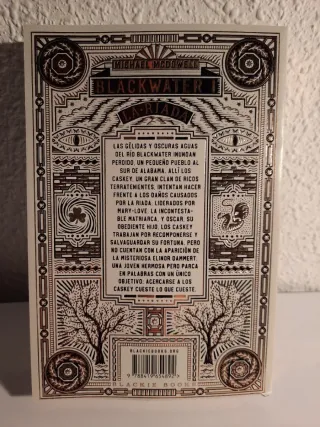 MICHAEL MCDOWELL
BLACKWATER I
LA RIADA
LAS GÉLIDAS Y OSCURAS AGUAS
DEL RÍO BLACKWATER INUNDAN
PERDIDO, UN PEQUEÑO PUEBLO AL
SUR DE ALABAMA. ALLÍ, LOS
CASKEY, UN GRAN CLAN DE RICOS
TERRATENIENTES, INTENTAN HACER
FRENTE A LOS DAÑOS CAUSADOS
POR LA RIADA. LIDERADOS POR
MARY-LOVE, LA INCONTESTA-
BLE MATRIARCA, Y OSCAR, SU
OBEDIENTE HIJO, LOS CASKEY
TRABAJAN POR RECOMPONERSE Y
SALVAGUARDAR SU FORTUNA. PERO
NO CUENTAN CON LA APARICIÓN DE
LA MISTERIOSA ELINOR DAMMERT,
UNA JOVEN HERMOSA PERO PARCA
EN PALABRAS CON UN ÚNICO
OBJETIVO: ACERCARSE A LOS
CASKEY CUESTE LO QUE CUESTE.
BLACKIEBOOKS.ORG
BLACKIE BOOKS